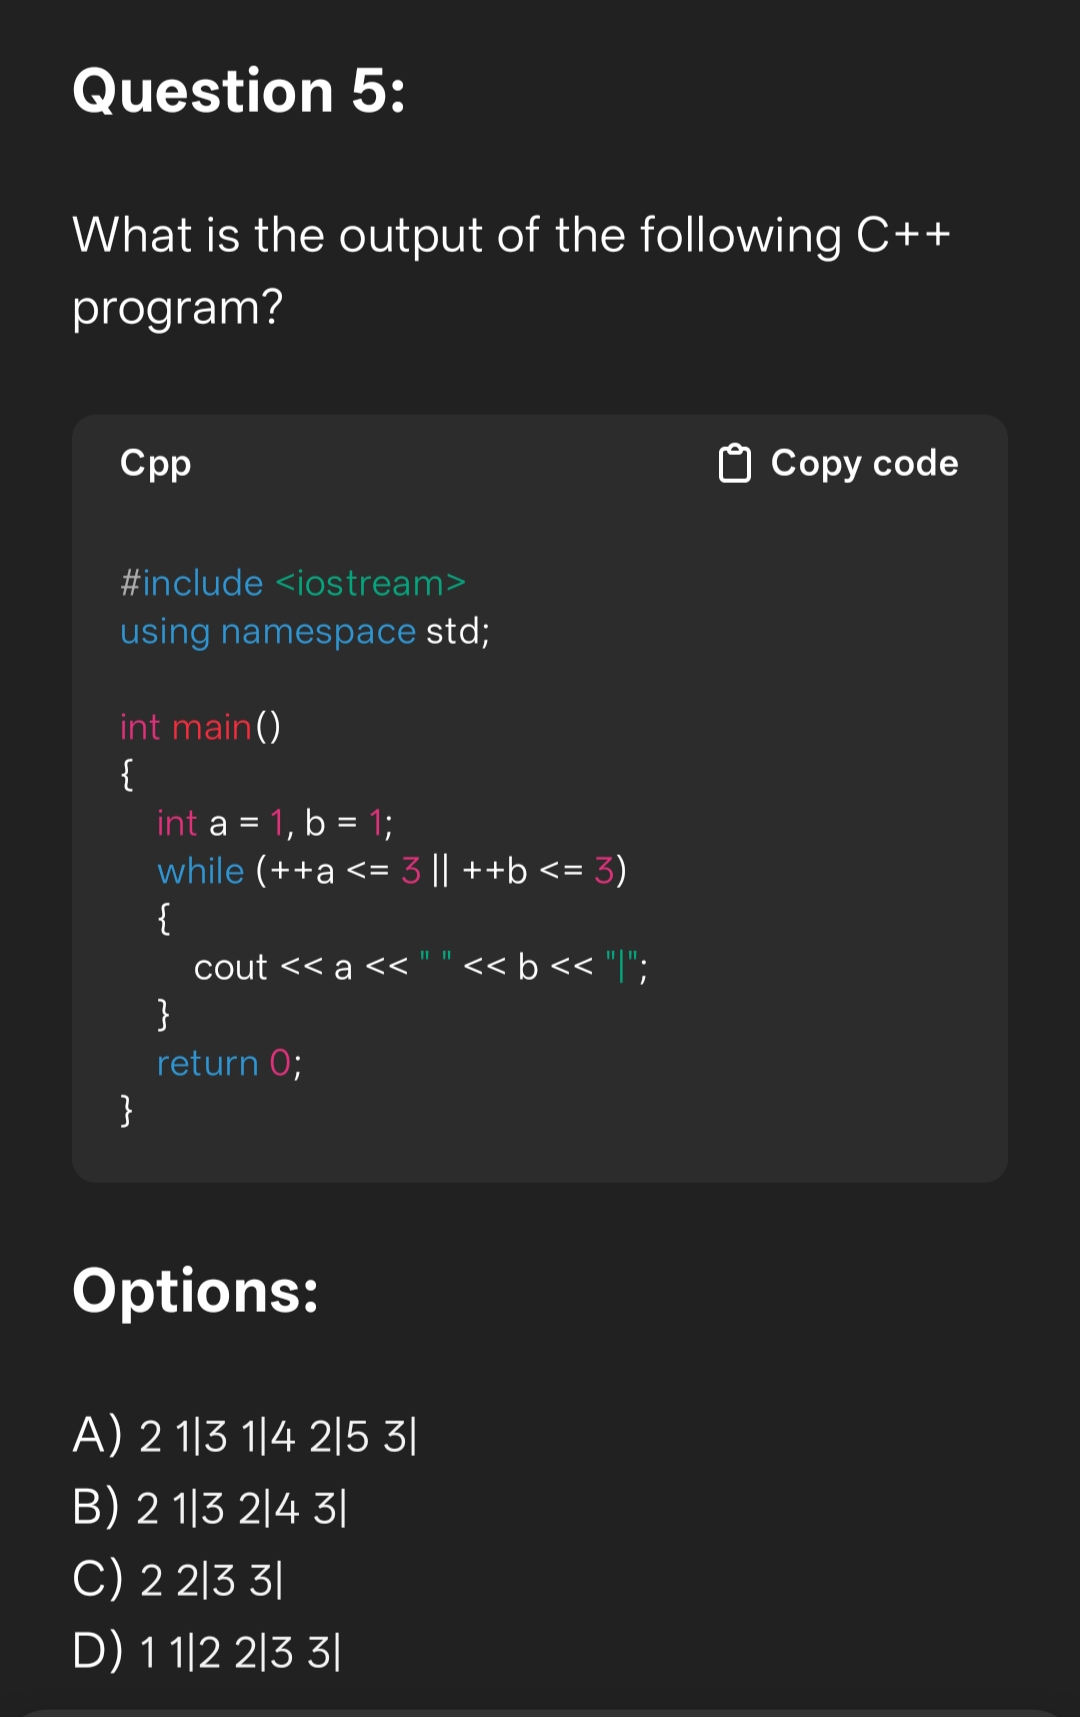 Question 5:
What is the output of the following C++
program?
Cpp
Copy code
#include <iostream>
using namespace std;
int main()
{
int a = 1, b = 1;
while (++a <= 3 || ++b <= 3)
{
cout << a << " " << b << "|";
}
return 0;
}
Options:
A) 2 1|3 1|4 2|5 3|
B) 2 1|3 2|4 3|
C) 2 2|3 3|
D) 1 1|2 2|3 3|